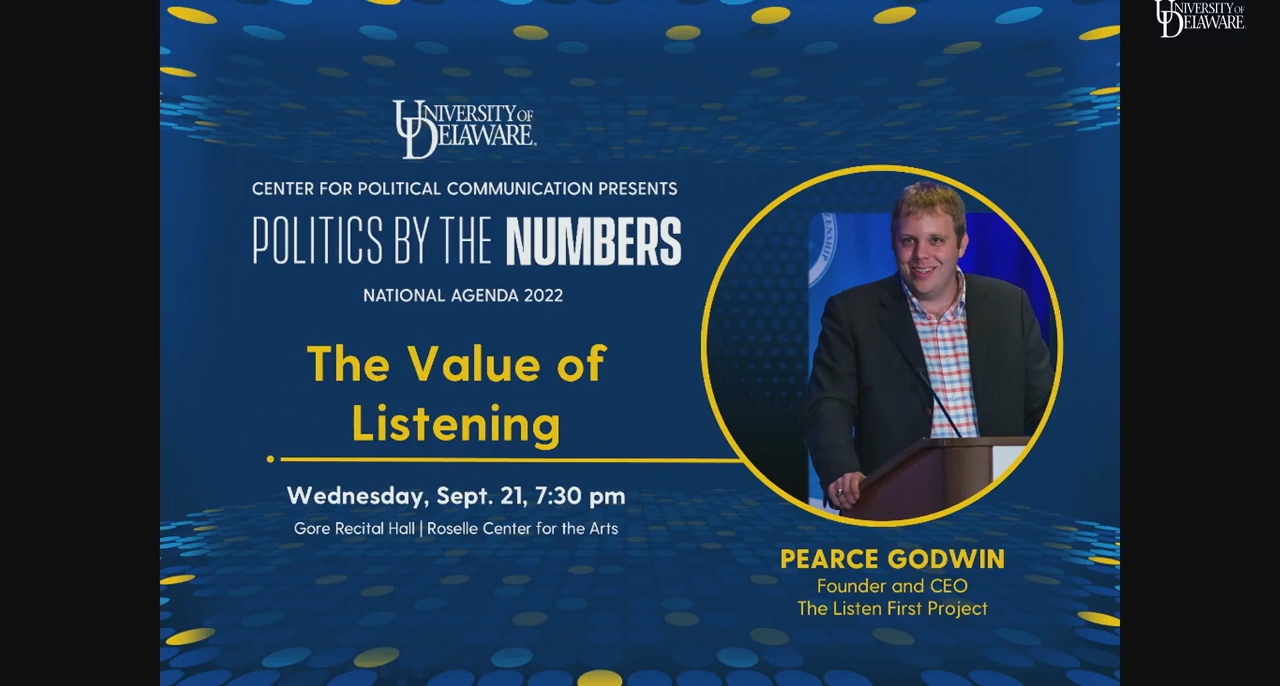 UNIVERSITY OF
DELAWARE
UNIVERSITY OF
DELAWARE.
CENTER FOR POLITICAL COMMUNICATION PRESENTS
POLITICS BY THE NUMBERS
NATIONAL AGENDA 2022
The Value of
Listening
Wednesday, Sept. 21, 7:30 pm
Gore Recital Hall | Roselle Center for the Arts
PEARCE GODWIN
Founder and CEO
The Listen First Project